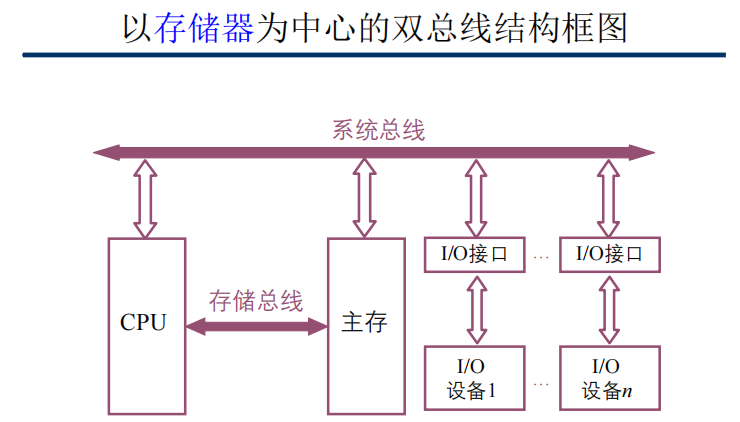 以存储器为中心的双总线结构框图
系统总线
I/O接口
…
I/O接口
存储总线
CPU
主存
I/O
设备1
…
I/O
设备n